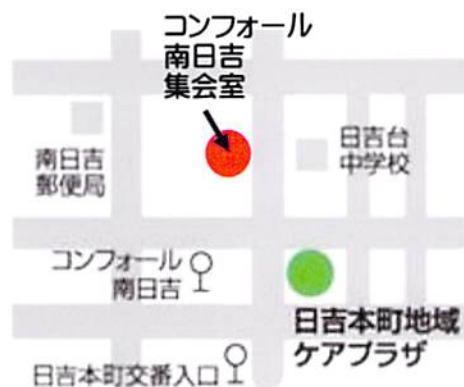 コンフォール
南日吉
集会室
日吉台
中学校
南日吉
郵便局
コンフォール
南日吉
日吉本町地域
ケアプラザ
日吉本町交番入口